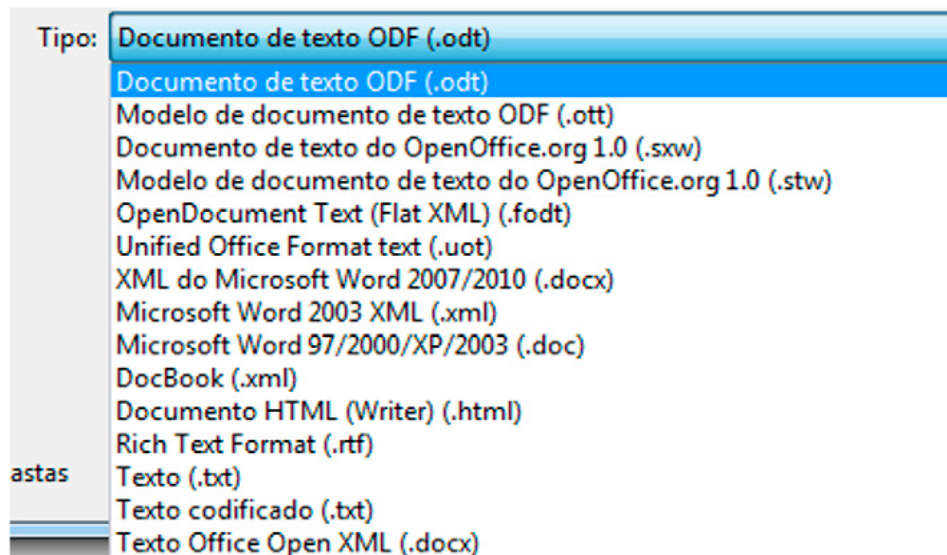 Tipo: Documento de texto ODF (.odt)
Documento de texto ODF (.odt)
Modelo de documento de texto ODF (.ott)
Documento de texto do OpenOffice.org 1.0 (.sxw)
Modelo de documento de texto do OpenOffice.org 1.0 (.stw)
OpenDocument Text (Flat XML) (.fodt)
Unified Office Format text (.uot)
XML do Microsoft Word 2007/2010 (.docx)
Microsoft Word 2003 XML (.xml)
Microsoft Word 97/2000/XP/2003 (.doc)
DocBook (.xml)
Documento HTML (Writer) (.html)
Rich Text Format (.rtf)
astas Texto (.txt)
Texto codificado (.txt)
Texto Office Open XML (.docx)